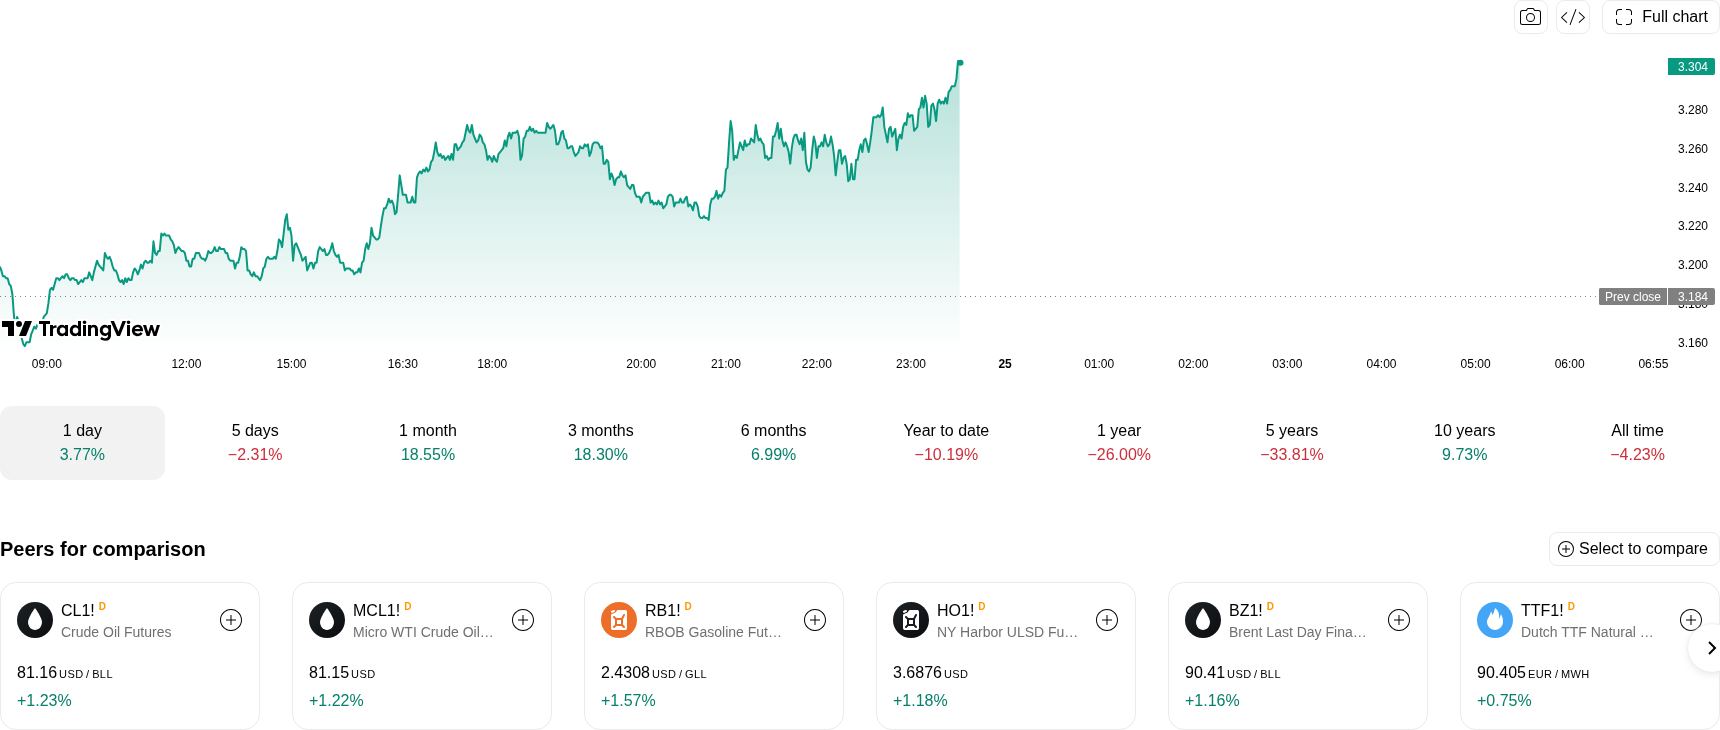 Full chart
3.304
3.280
3.260
3.240
3.220
3.200
Prev close 3.184
3.160
TradingView
09:00 12:00 15:00 16:30 18:00 20:00 21:00 22:00 23:00 25 01:00 02:00 03:00 04:00 05:00 06:00 06:55
1 day 5 days 1 month 3 months 6 months Year to date 1 year 5 years 10 years All time
3.77% −2.31% 18.55% 18.30% 6.99% −10.19% −26.00% −33.81% 9.73% −4.23%
Peers for comparison
Select to compare
CL1! D
Crude Oil Futures
81.16 USD / BLL
+1.23%
MCL1! D
Micro WTI Crude Oil…
81.15 USD
+1.22%
RB1! D
RBOB Gasoline Fut…
2.4308 USD / GLL
+1.57%
HO1! D
NY Harbor ULSD Fu…
3.6876 USD
+1.18%
BZ1! D
Brent Last Day Fina…
90.41 USD / BLL
+1.16%
TTF1! D
Dutch TTF Natural …
90.405 EUR / MWH
+0.75%